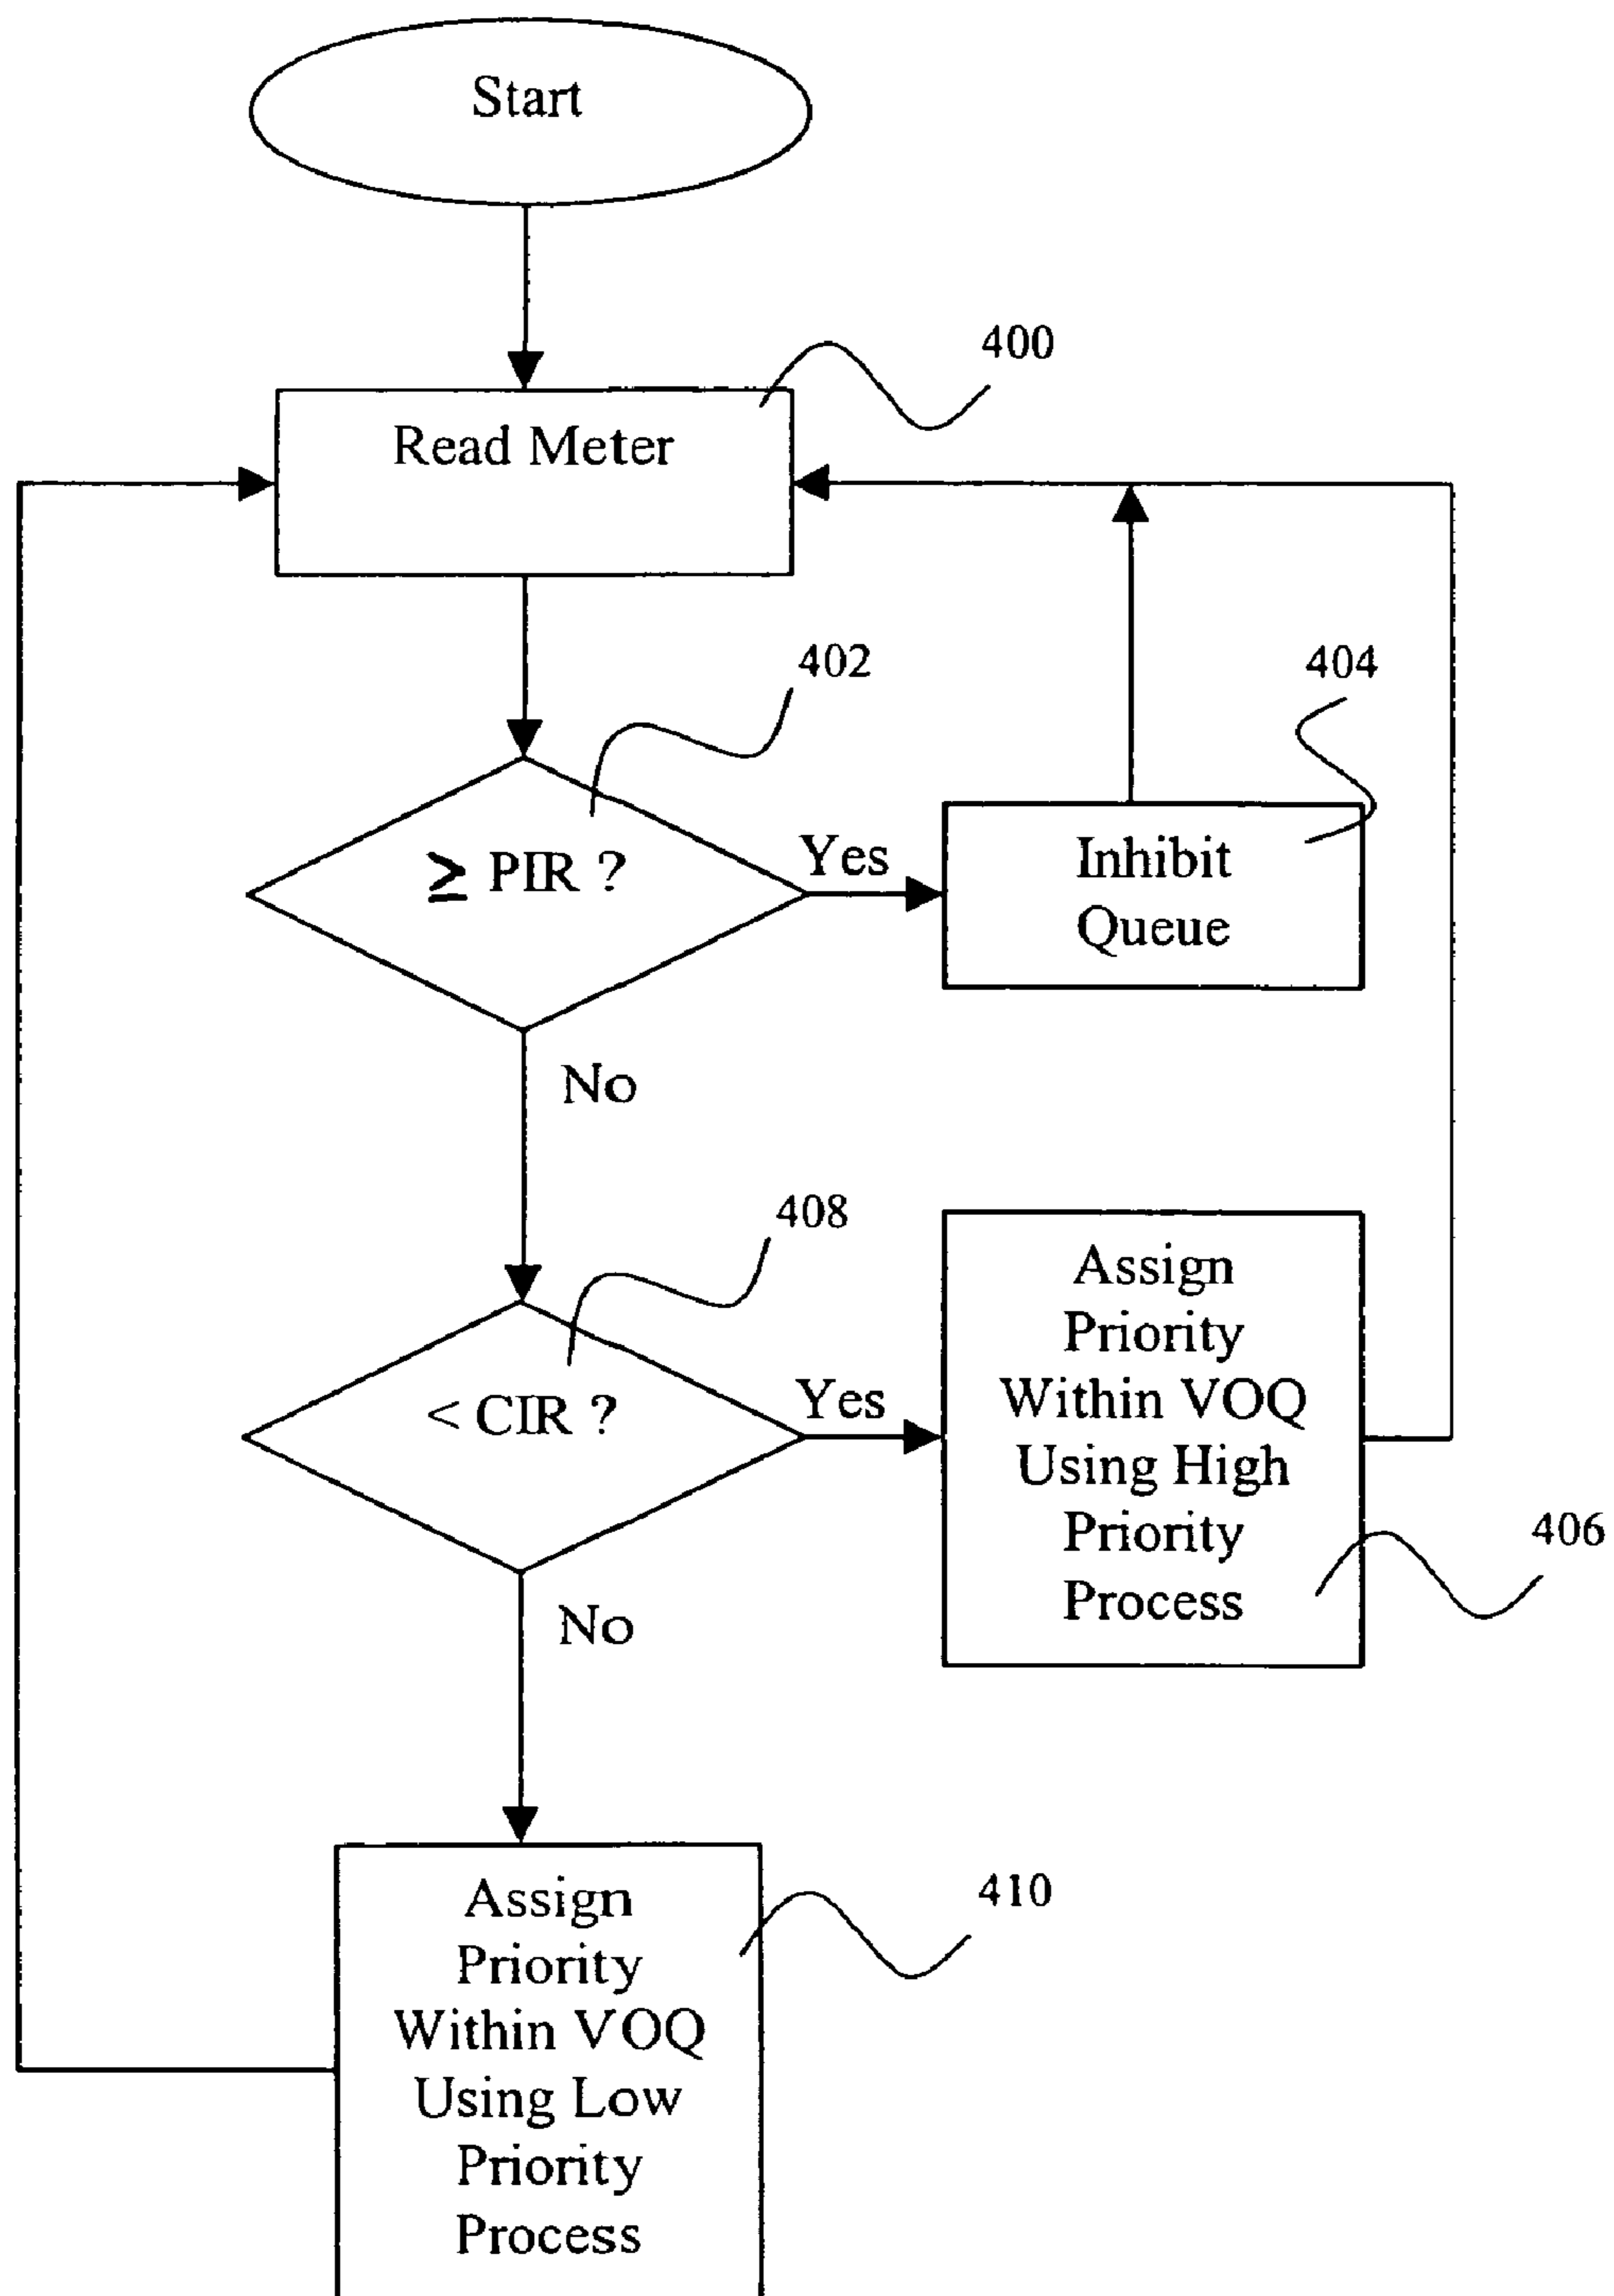 Start
400
Read Meter
402
404
≥ PIR ?
Yes
Inhibit
Queue
No
408
< CIR ?
Yes
Assign
Priority
Within VOQ
Using High
Priority
Process
406
No
410
Assign
Priority
Within VOQ
Using Low
Priority
Process